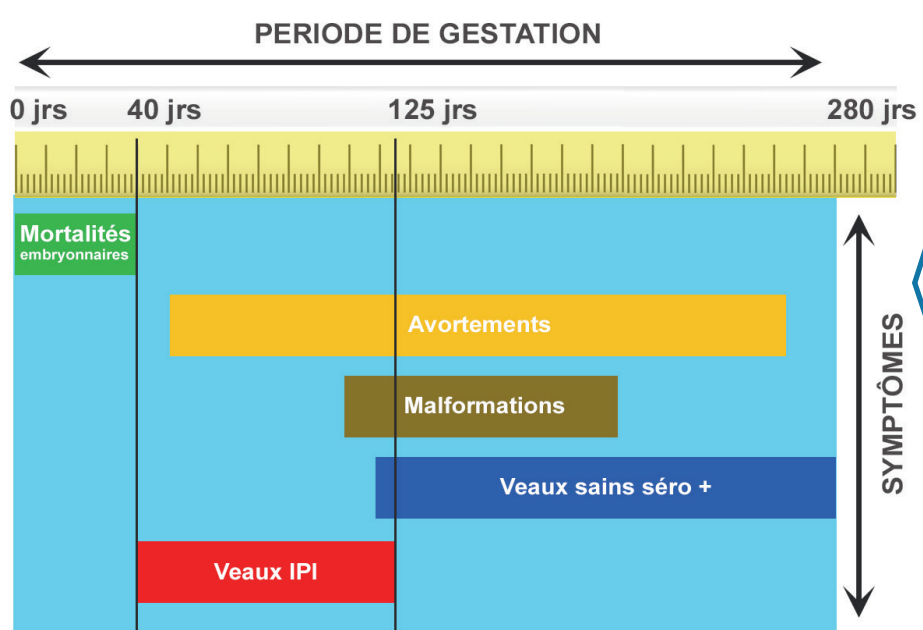 PERIODE DE GESTATION
0 jrs 40 jrs 125 jrs 280 jrs
Mortalités
embryonnaires
Avortements
Malformations
Veaux sains séro +
Veaux IPI
SYMPTÔMES